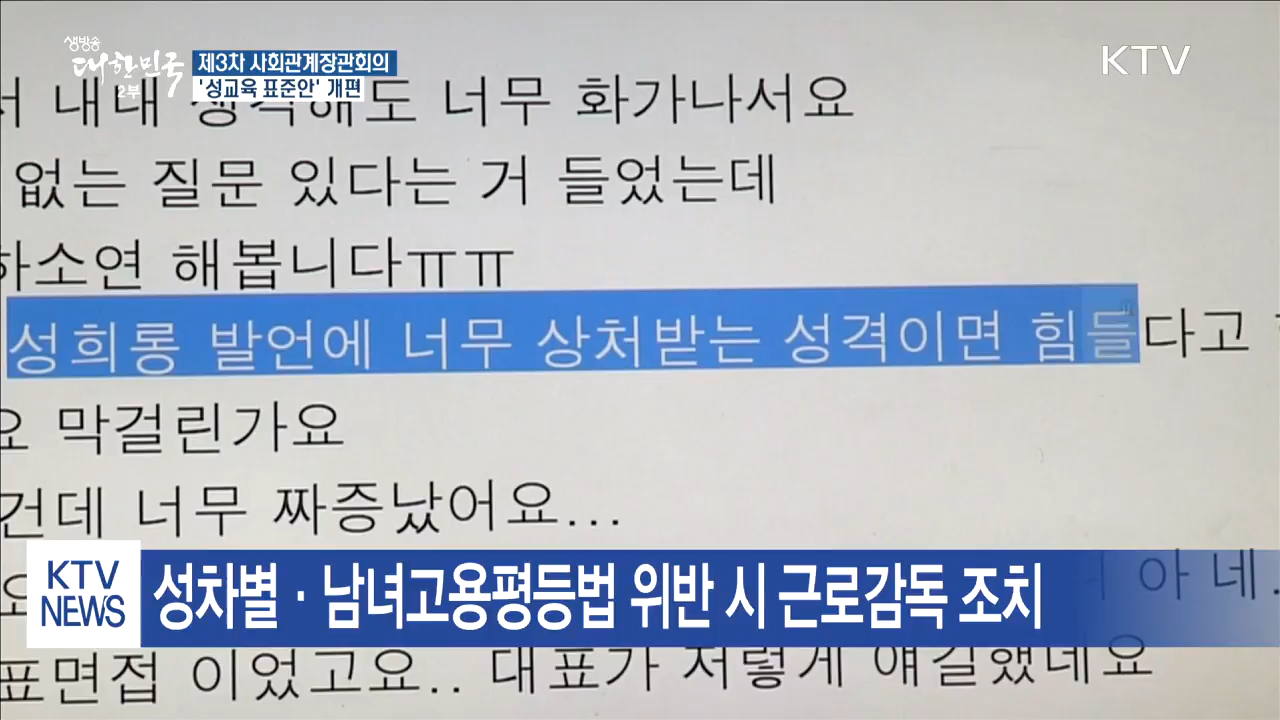 생방송
대한민국
2부
제3차 사회관계장관회의
'성교육 표준안' 개편
KTV
내내 생각해도 너무 화가나서요
없는 질문 있다는 거 들었는데
하소연 해봅니다ㅠㅠ
성희롱 발언에 너무 상처받는 성격이면 힘들다고
요 막걸린가요
건데 너무 짜증났어요...
아 네.
KTV
NEWS
성차별·남녀고용평등법 위반 시 근로감독 조치
표면접 이었고요.. 대표가 저렇게 얘길했네요